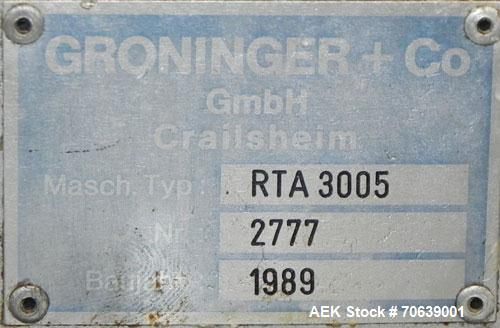 GRONINGER + Co
GmbH
Crailsheim
Masch. Typ: RTA 3005
Nr. 2777
Baujahr: 1989
AEK Stock #70639001